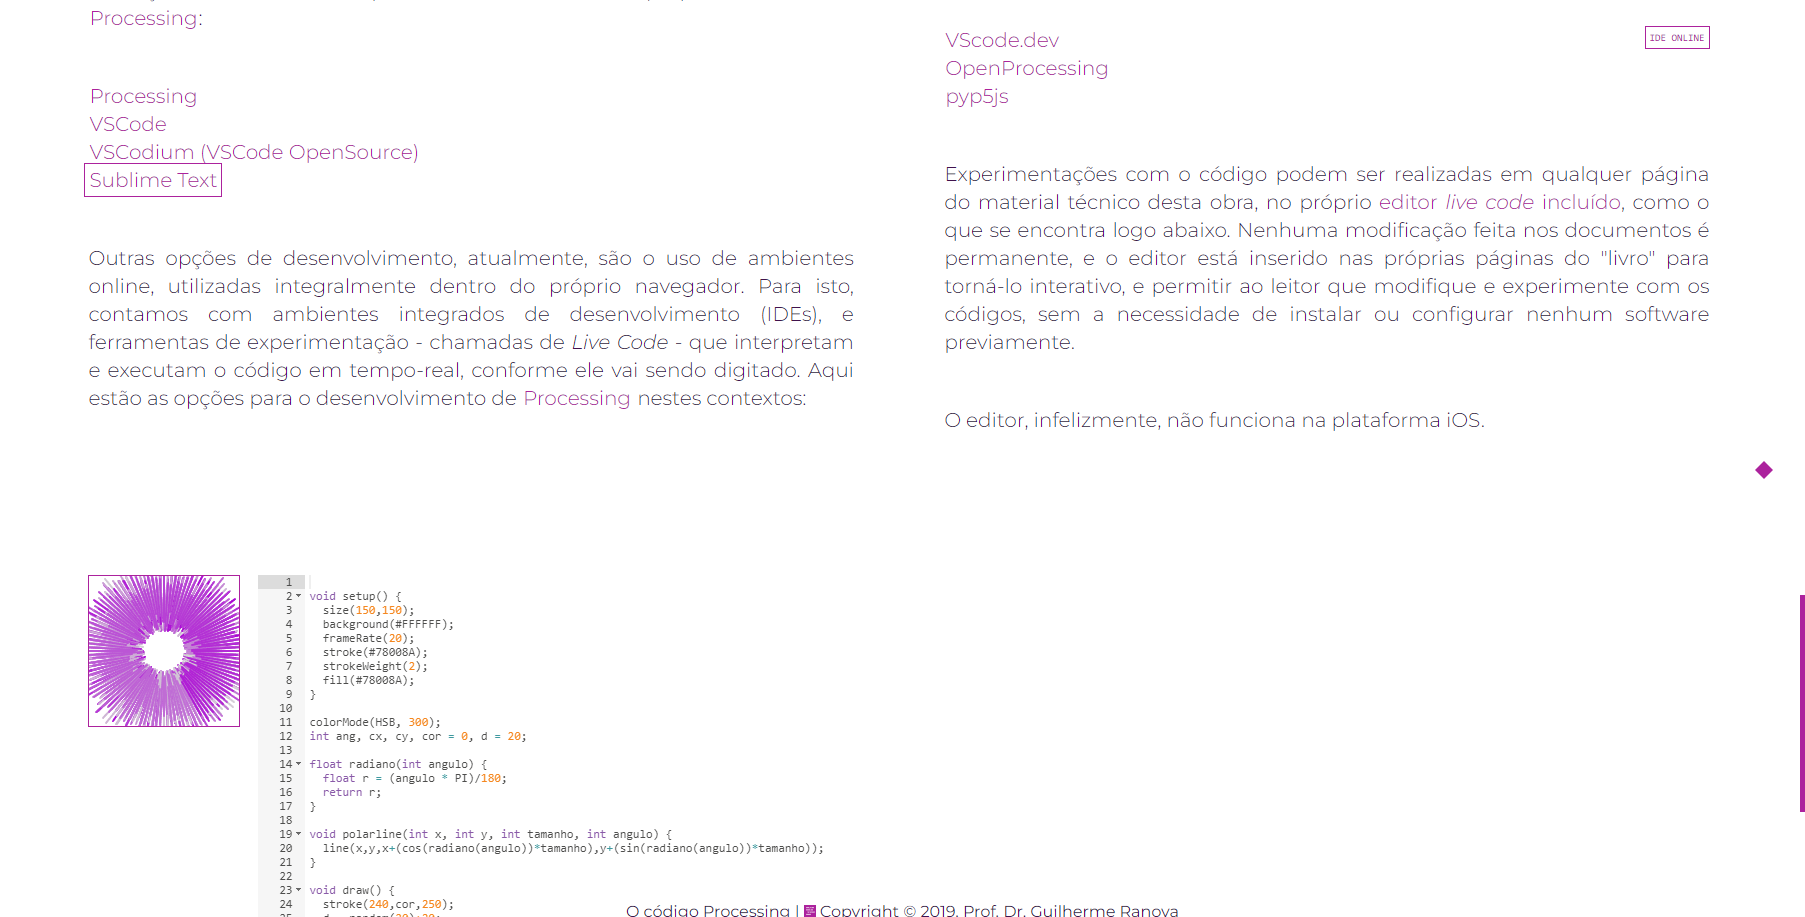 Processing:
Processing
VSCode
VSCodium (VSCode OpenSource)
Sublime Text
Outras opções de desenvolvimento, atualmente, são o uso de ambientes
online, utilizadas integralmente dentro do próprio navegador. Para isto,
contamos com ambientes integrados de desenvolvimento (IDEs), e
ferramentas de experimentação - chamadas de Live Code - que interpretam
e executam o código em tempo-real, conforme ele vai sendo digitado. Aqui
estão as opções para o desenvolvimento de Processing nestes contextos:
VScode.dev
IDE ONLINE
OpenProcessing
pyp5js
Experimentações com o código podem ser realizadas em qualquer página
do material técnico desta obra, no próprio editor live code incluído, como o
que se encontra logo abaixo. Nenhuma modificação feita nos documentos é
permanente, e o editor está inserido nas próprias páginas do "livro" para
torná-lo interativo, e permitir ao leitor que modifique e experimente com os
códigos, sem a necessidade de instalar ou configurar nenhum software
previamente.
O editor, infelizmente, não funciona na plataforma iOS.
1
2 void setup() {
3 size(150,150);
4 background(#FFFFFF);
5 frameRate(20);
6 stroke(#78008A);
7 strokeWeight(2);
8 fill(#78008A);
9 }
10
11 colorMode(HSB, 300);
12 int ang, cx, cy, cor = 0, d = 20;
13
14 float radiano(int angulo) {
15 float r = (angulo * PI)/180;
16 return r;
17 }
18
19 void polarline(int x, int y, int tamanho, int angulo) {
20 line(x,y,x+(cos(radiano(angulo))*tamanho),y+(sin(radiano(angulo))*tamanho));
21 }
22
23 void draw() {
24 stroke(240,cor,250);
O código Processing | Copyright © 2019. Prof. Dr. Guilherme Ranoya